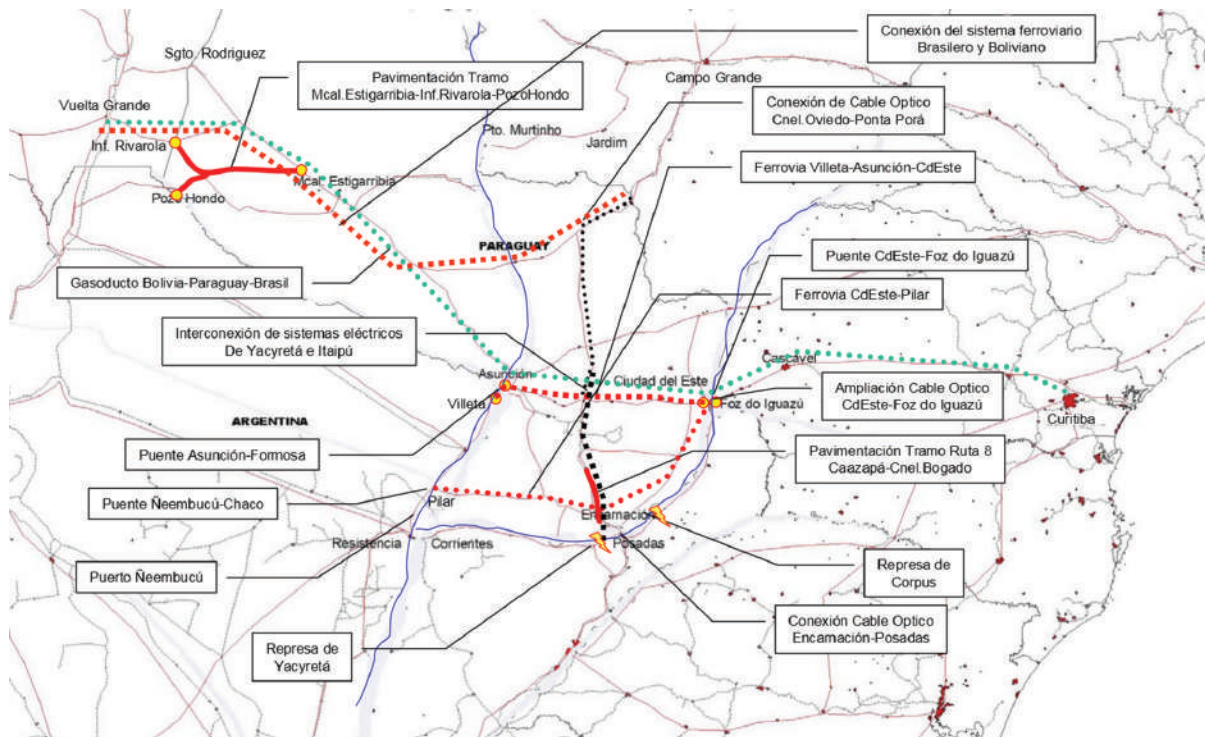 Conexión del sistema ferroviario
Brasilero y Boliviano
Sgto. Rodriguez
Pavimentación Tramo
Mcal.Estigarribia-Inf.Rivarola-PozoHondo
Campo Grande
Conexión de Cable Optico
Cnel.Oviedo-Ponta Porá
Vuelta Grande
Pto. Murtinho
Jardim
Inf. Rivarola
Ferrovia Villeta-Asunción-CdEste
Mcal. Estigarribia
Pozo Hondo
PARAGUAY
Puente CdEste-Foz do Iguazú
Gasoducto Bolivia-Paraguay-Brasil
Ferrovia CdEste-Pilar
Interconexión de sistemas eléctricos
De Yacyretá e Itaipú
Cascavel
Asunción
Ciudad del Este
Ampliación Cable Optico
CdEste-Foz do Iguazú
Villeta
Foz do Iguazú
Curitiba
ARGENTINA
Puente Asunción-Formosa
Pavimentación Tramo Ruta 8
Caazapá-Cnel.Bogado
Puente Ñeembucú-Chaco
Pilar
Encarnación
Resistencia
Corrientes
Posadas
Puerto Ñeembucú
Represa de
Corpus
Conexión Cable Optico
Encarnación-Posadas
Represa de
Yacyretá